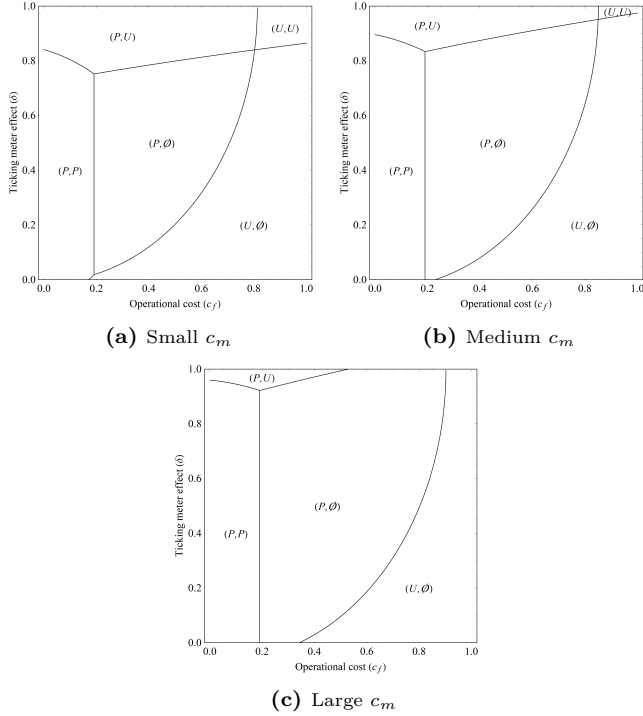 1.0
0.8
0.6
0.4
0.2
0.0
Ticking meter effect (δ)
(P,U)
(U,U)
(P,Ø)
(P,P)
(U,Ø)
0.0 0.2 0.4 0.6 0.8 1.0
Operational cost (c_f)
(a) Small c_m
1.0
0.8
0.6
0.4
0.2
0.0
Ticking meter effect (δ)
(U,U)
(P,U)
(P,Ø)
(P,P)
(U,Ø)
0.0 0.2 0.4 0.6 0.8 1.0
Operational cost (c_f)
(b) Medium c_m
1.0
0.8
0.6
0.4
0.2
0.0
Ticking meter effect (δ)
(P,U)
(P,Ø)
(P,P)
(U,Ø)
0.0 0.2 0.4 0.6 0.8 1.0
Operational cost (c_f)
(c) Large c_m